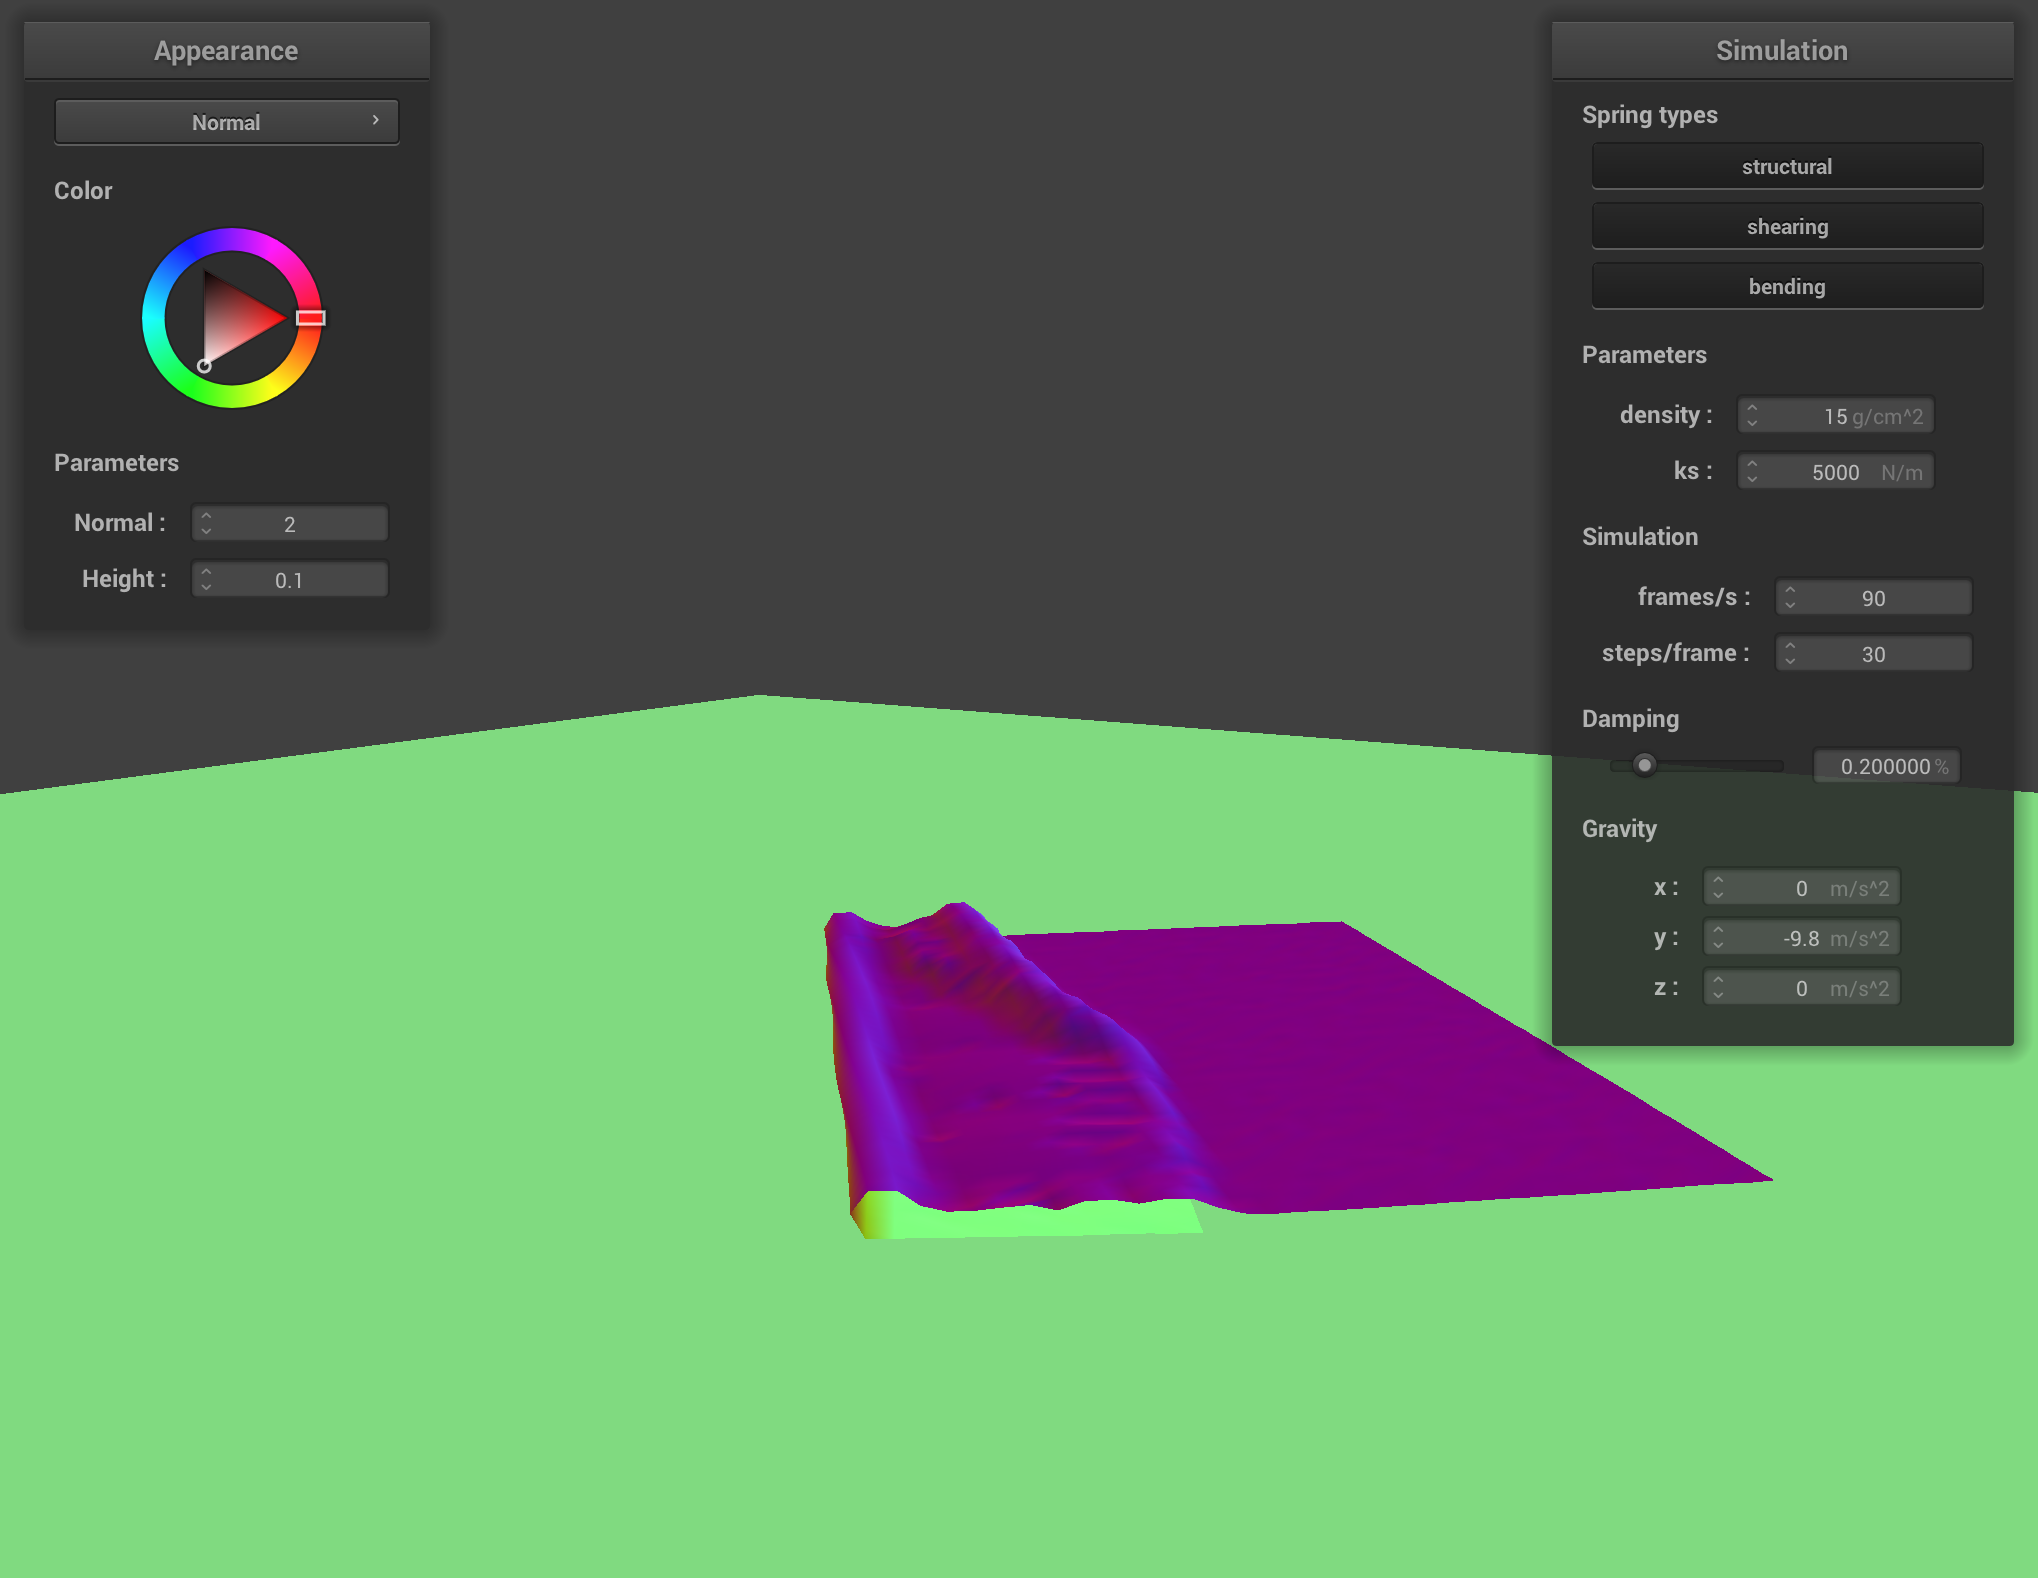 Appearance
Normal
Color
Parameters
Normal :
2
Height :
0.1
Simulation
Spring types
structural
shearing
bending
Parameters
density :
15 g/cm^2
ks :
5000 N/m
Simulation
frames/s :
90
steps/frame :
30
Damping
0.200000 %
Gravity
x :
0 m/s^2
y :
-9.8 m/s^2
z :
0 m/s^2